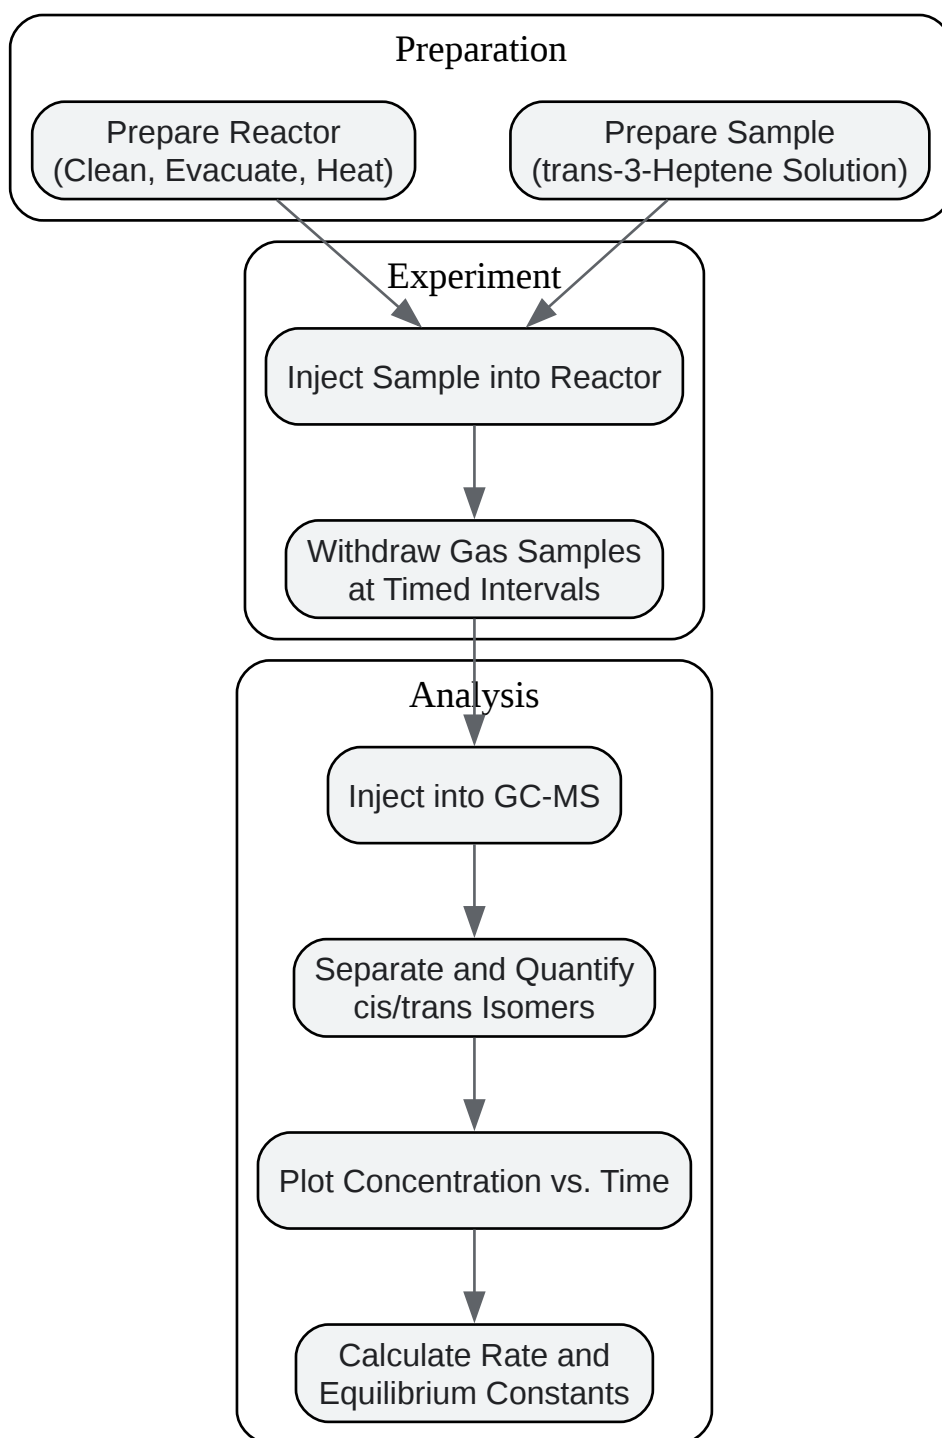 Preparation
Prepare Reactor
(Clean, Evacuate, Heat)
Prepare Sample
(trans-3-Heptene Solution)
Experiment
Inject Sample into Reactor
Withdraw Gas Samples
at Timed Intervals
Analysis
Inject into GC-MS
Separate and Quantify
cis/trans Isomers
Plot Concentration vs. Time
Calculate Rate and
Equilibrium Constants